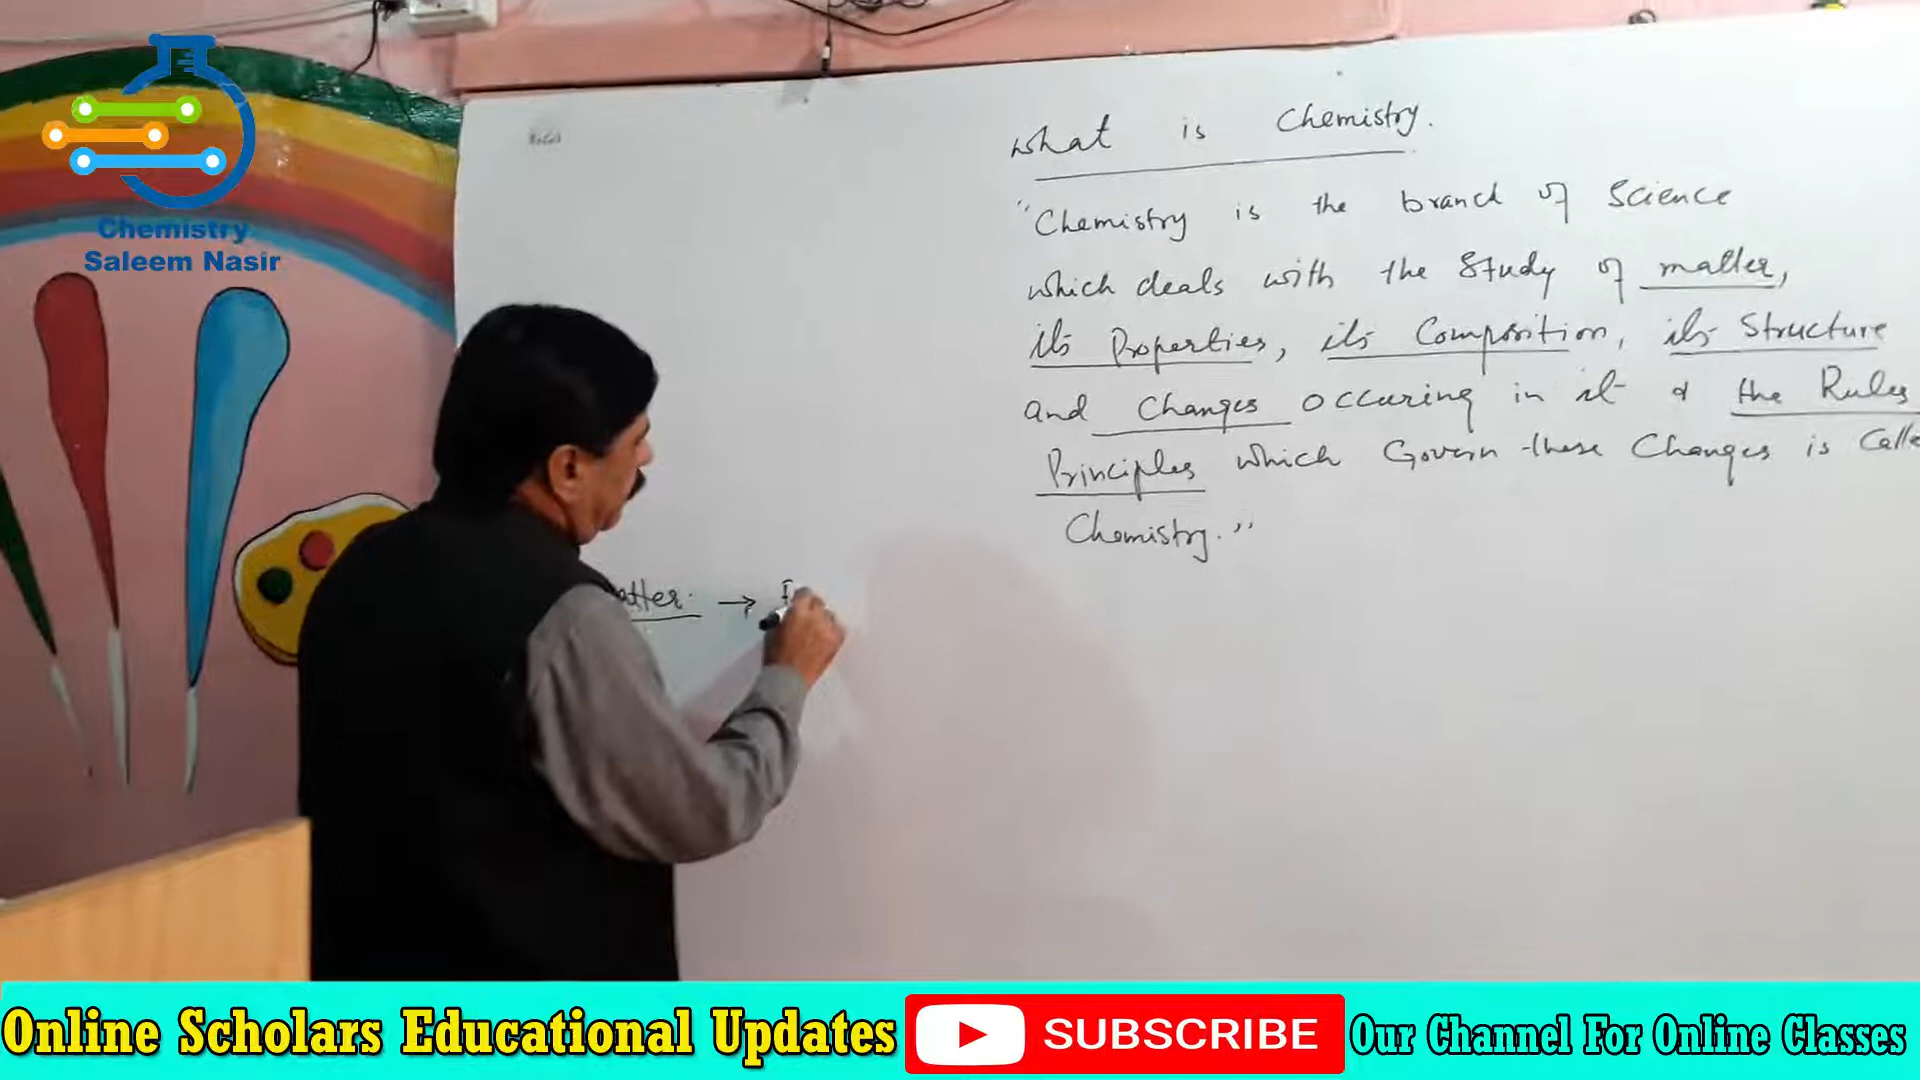 Chemistry
Saleem Nasir
What is Chemistry.
"Chemistry is the branch of Science
which deals with the study of matter,
its Properties, its Composition, its Structure
and Changes occuring in it & the Rules
Principles which Govern these Changes is Calle
Chemistry."
atter. →
Online Scholars Educational Updates
SUBSCRIBE
Our Channel For Online Classes